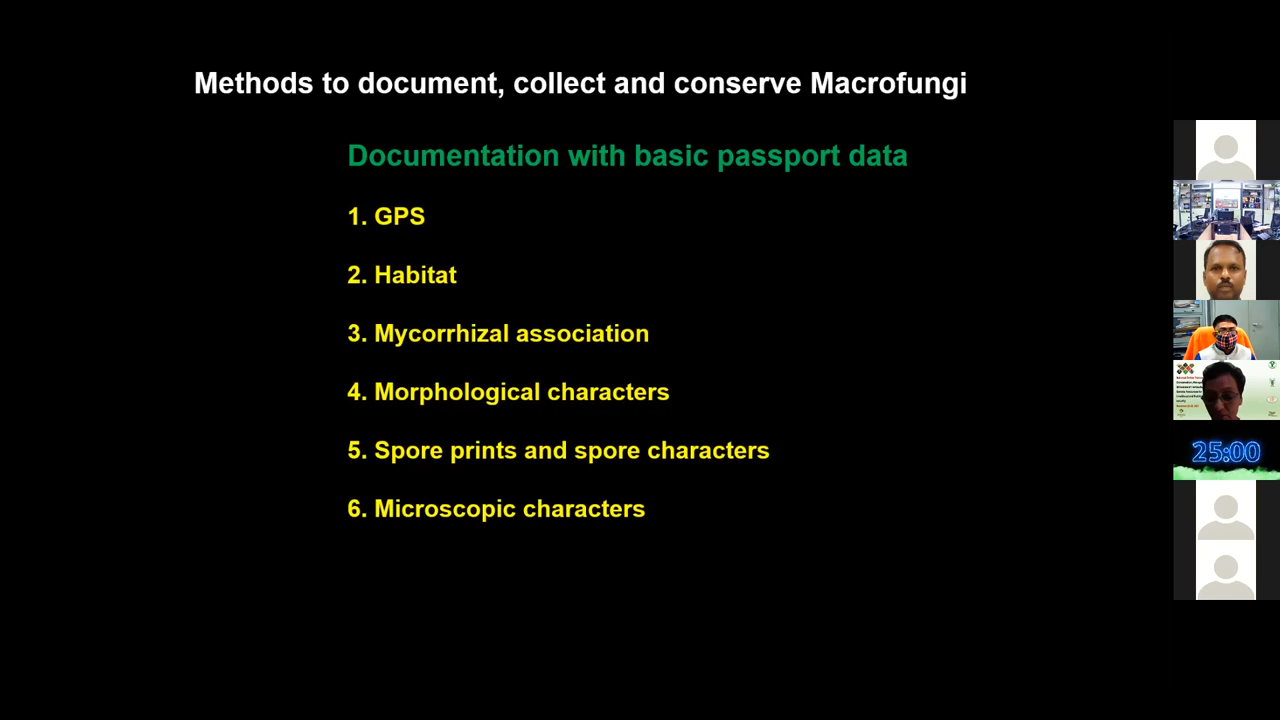 Methods to document, collect and conserve Macrofungi
Documentation with basic passport data
1. GPS
2. Habitat
3. Mycorrhizal association
4. Morphological characters
5. Spore prints and spore characters
6. Microscopic characters
25:00